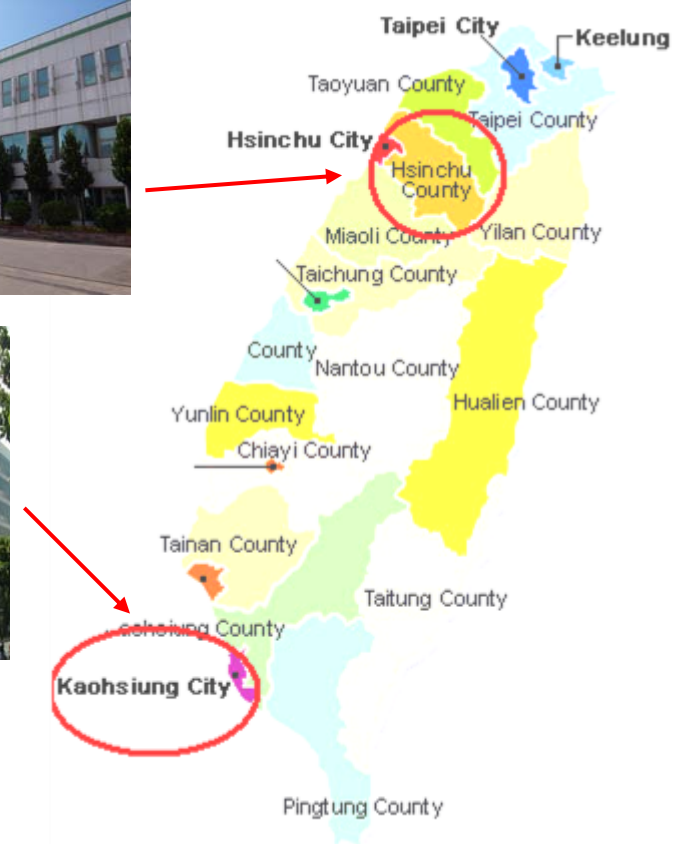 Taipei City
Keelung
Taoyuan County
Taipei County
Hsinchu City
Hsinchu
County
Miaoli County
Yilan County
Taichung County
County
Nantou County
Hualien County
Yunlin County
Chiayi County
Tainan County
Taitung County
aohsiung County
Kaohsiung City
Pingtung County